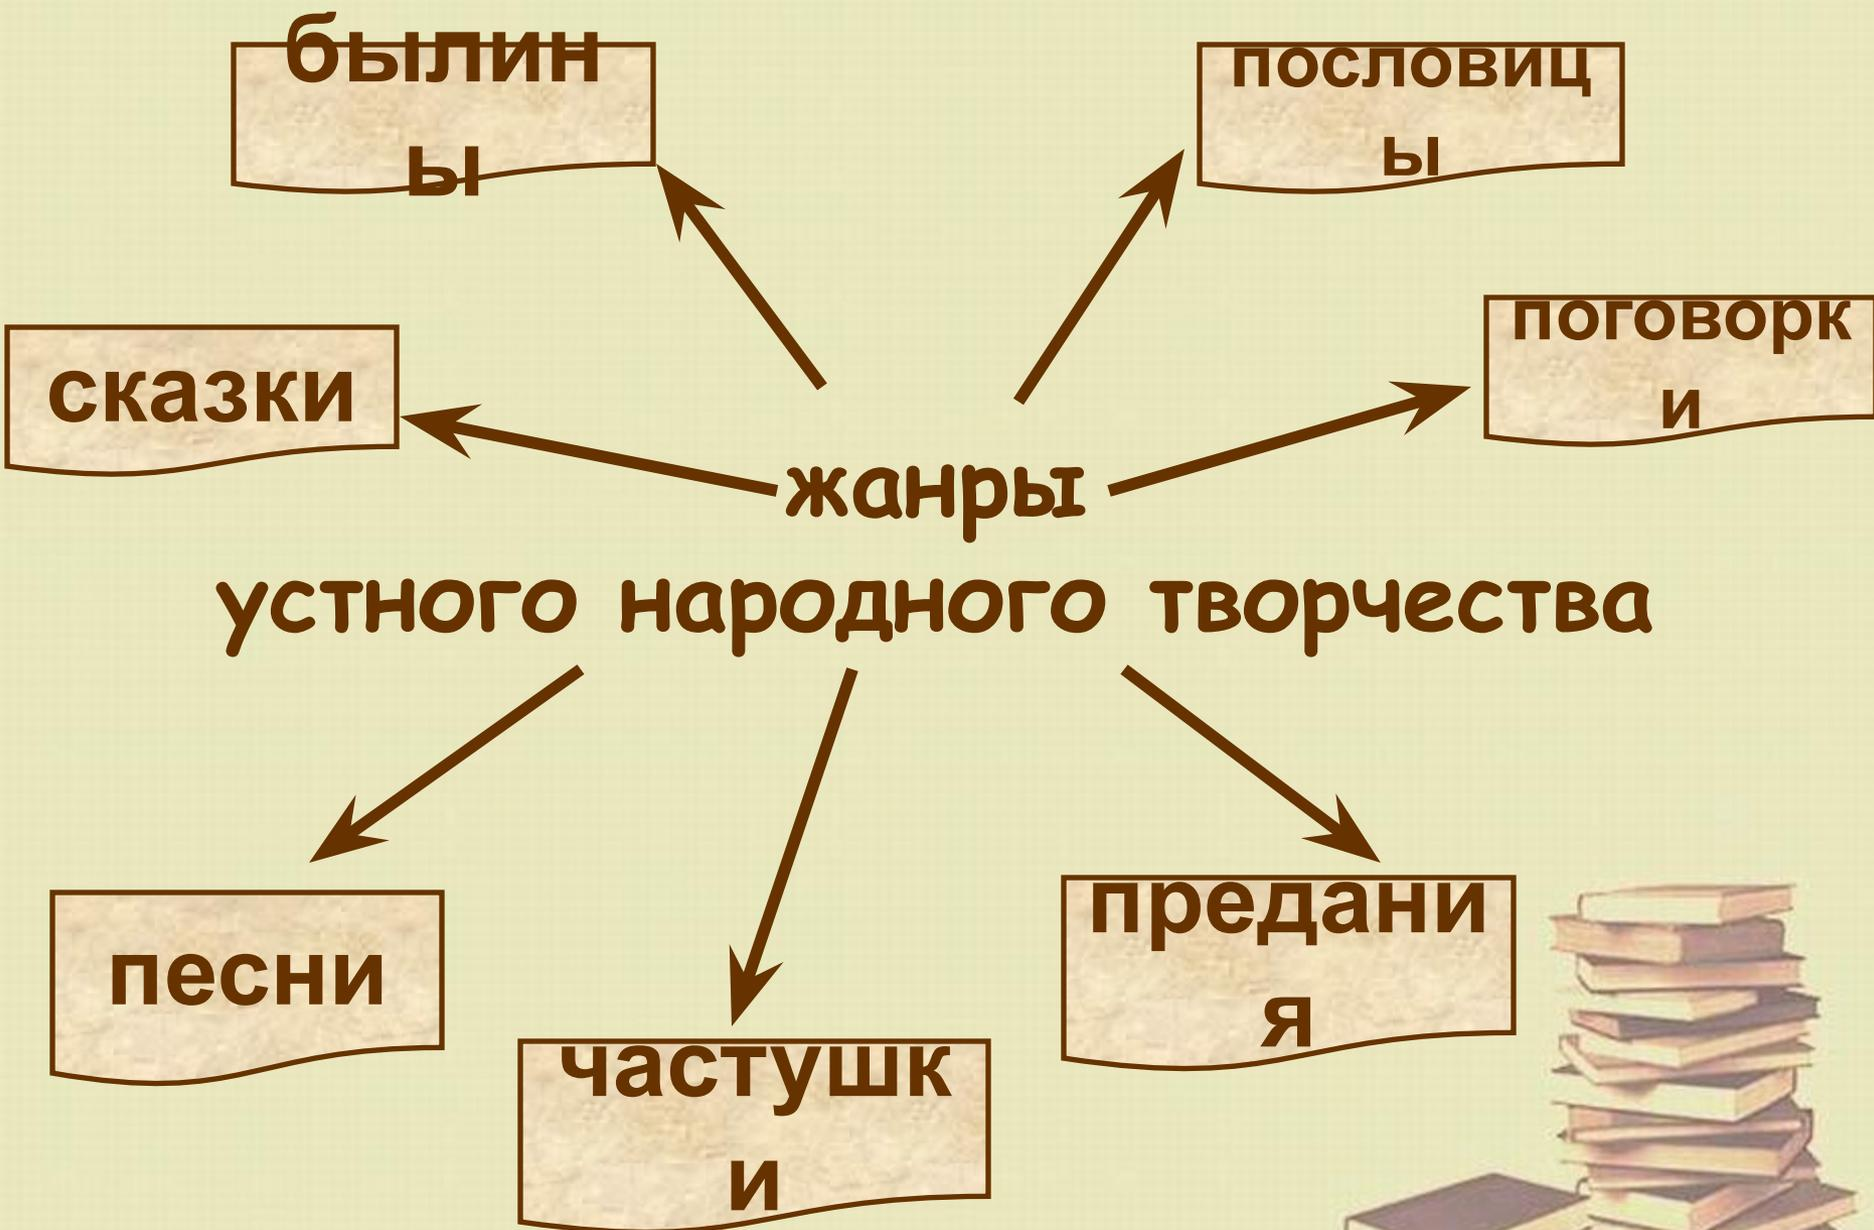 былин
ы
пословиц
ы
сказки
поговорк
и
жанры
устного народного творчества
песни
частушк
и
предани
я